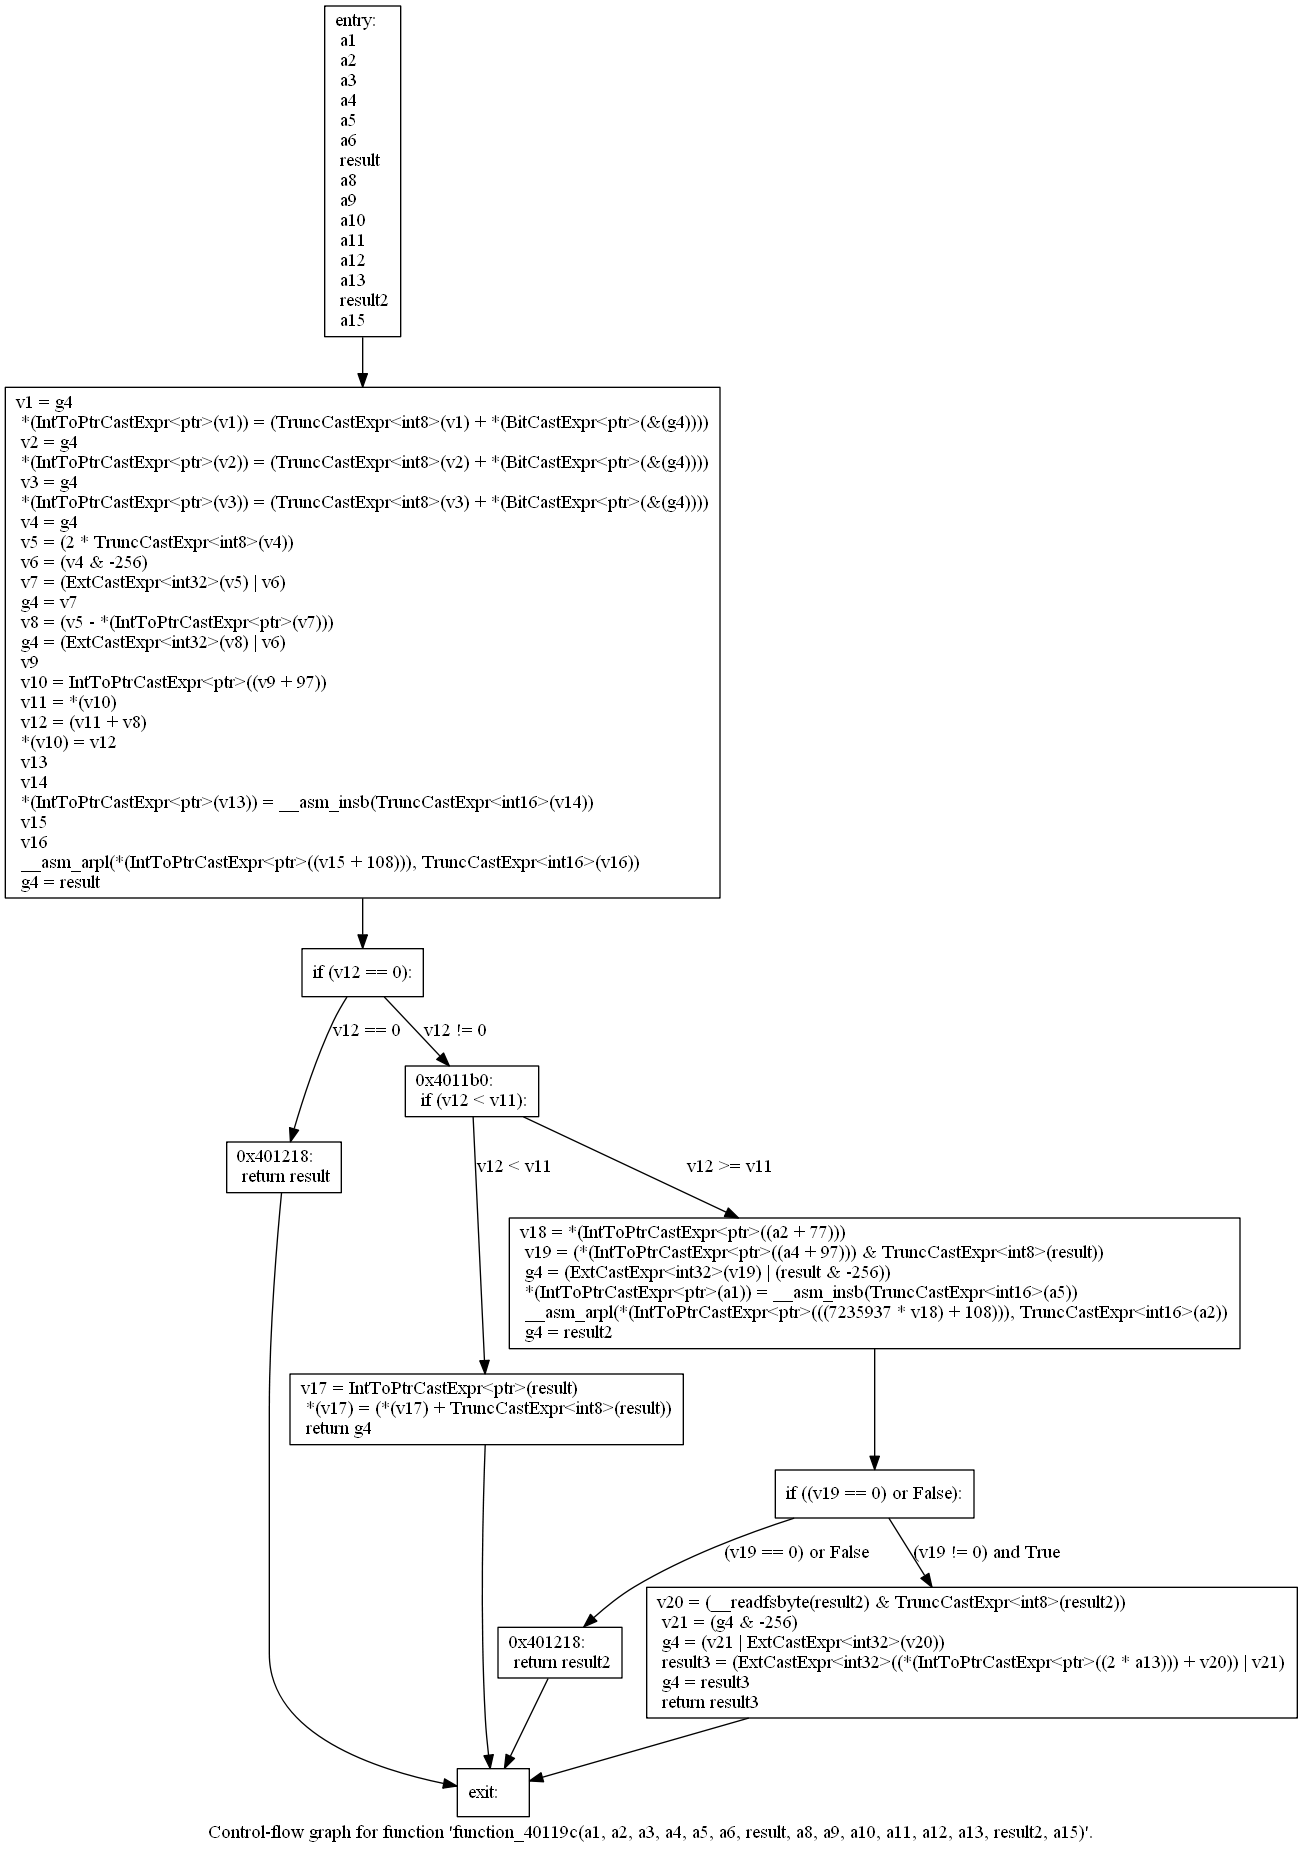 entry:
a1
a2
a3
a4
a5
a6
result
a8
a9
a10
a11
a12
a13
result2
a15
v1 = g4
*(IntToPtrCastExpr<ptr>(v1)) = (TruncCastExpr<int8>(v1) + *(BitCastExpr<ptr>(&(g4))))
v2 = g4
*(IntToPtrCastExpr<ptr>(v2)) = (TruncCastExpr<int8>(v2) + *(BitCastExpr<ptr>(&(g4))))
v3 = g4
*(IntToPtrCastExpr<ptr>(v3)) = (TruncCastExpr<int8>(v3) + *(BitCastExpr<ptr>(&(g4))))
v4 = g4
v5 = (2 * TruncCastExpr<int8>(v4))
v6 = (v4 & -256)
v7 = (ExtCastExpr<int32>(v5) | v6)
g4 = v7
v8 = (v5 - *(IntToPtrCastExpr<ptr>(v7)))
g4 = (ExtCastExpr<int32>(v8) | v6)
v9
v10 = IntToPtrCastExpr<ptr>((v9 + 97))
v11 = *(v10)
v12 = (v11 + v8)
*(v10) = v12
v13
v14
*(IntToPtrCastExpr<ptr>(v13)) = __asm_insb(TruncCastExpr<int16>(v14))
v15
v16
__asm_arpl(*(IntToPtrCastExpr<ptr>((v15 + 108))), TruncCastExpr<int16>(v16))
g4 = result
if (v12 == 0):
v12 == 0
v12 != 0
0x4011b0:
if (v12 < v11):
0x401218:
return result
v12 < v11
v12 >= v11
v18 = *(IntToPtrCastExpr<ptr>((a2 + 77)))
v19 = (*(IntToPtrCastExpr<ptr>((a4 + 97))) & TruncCastExpr<int8>(result))
g4 = (ExtCastExpr<int32>(v19) | (result & -256))
*(IntToPtrCastExpr<ptr>(a1)) = __asm_insb(TruncCastExpr<int16>(a5))
__asm_arpl(*(IntToPtrCastExpr<ptr>(((7235937 * v18) + 108))), TruncCastExpr<int16>(a2))
g4 = result2
v17 = IntToPtrCastExpr<ptr>(result)
*(v17) = (*(v17) + TruncCastExpr<int8>(result))
return g4
if ((v19 == 0) or False):
(v19 == 0) or False
(v19 != 0) and True
0x401218:
return result2
v20 = (__readfsbyte(result2) & TruncCastExpr<int8>(result2))
v21 = (g4 & -256)
g4 = (v21 | ExtCastExpr<int32>(v20))
result3 = (ExtCastExpr<int32>((*(IntToPtrCastExpr<ptr>((2 * a13))) + v20)) | v21)
g4 = result3
return result3
exit:
Control-flow graph for function 'function_40119c(a1, a2, a3, a4, a5, a6, result, a8, a9, a10, a11, a12, a13, result2, a15)'.